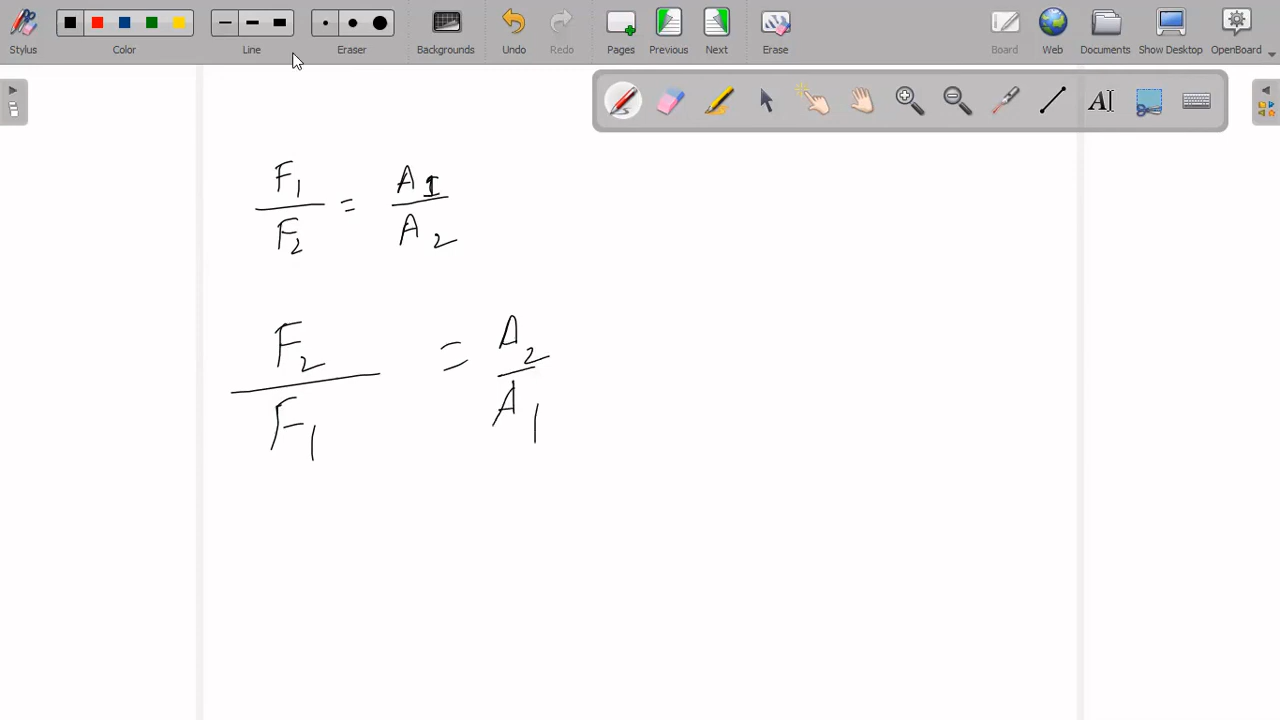 Stylus Color Line Eraser Backgrounds Undo Redo Pages Previous Next Erase Board Web Documents Show Desktop OpenBoard
A
F₁/F₂ = A₁/A₂
F₂/F₁ = A₂/A₁